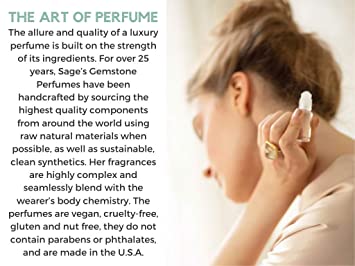 THE ART OF PERFUME
The allure and quality of a luxury
perfume is built on the strength
of its ingredients. For over 25
years, Sage's Gemstone
Perfumes have been
handcrafted by sourcing the
highest quality components
from around the world using
raw natural materials when
possible, as well as sustainable,
clean synthetics. Her fragrances
are highly complex and
seamlessly blend with the
wearer's body chemistry. The
perfumes are vegan, cruelty-free,
gluten and nut free, they do not
contain parabens or phthalates,
and are made in the U.S.A.